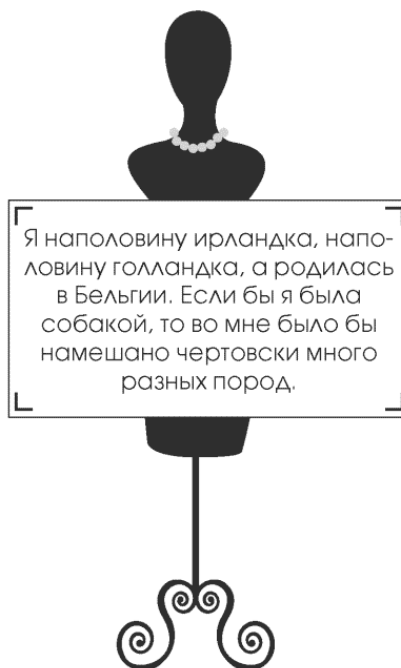 Я наполовину ирландка, напо-
ловину голландка, а родилась
в Бельгии. Если бы я была
собакой, то во мне было бы
намешано чертовски много
разных пород.